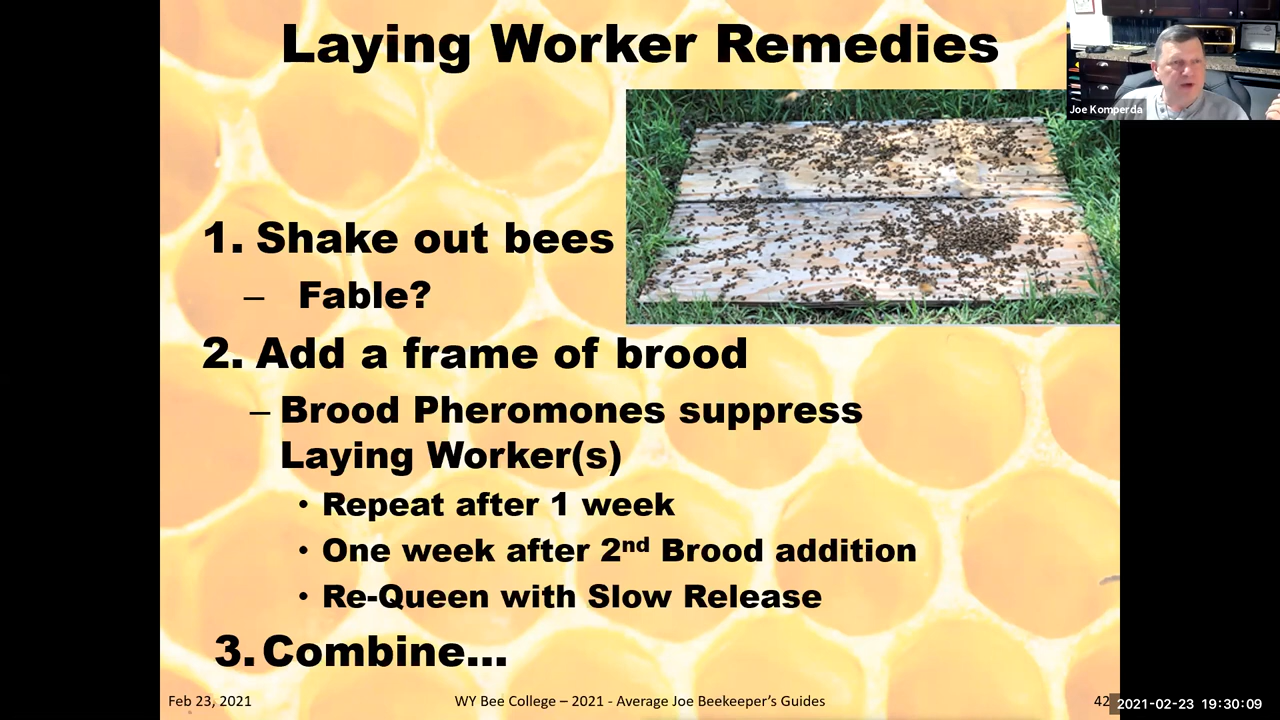 Laying Worker Remedies
Joe Komperda
1. Shake out bees
– Fable?
2. Add a frame of brood
– Brood Pheromones suppress
Laying Worker(s)
• Repeat after 1 week
• One week after 2nd Brood addition
• Re-Queen with Slow Release
3. Combine...
Feb 23, 2021
WY Bee College – 2021 - Average Joe Beekeeper's Guides
42
2021-02-23 19:30:09